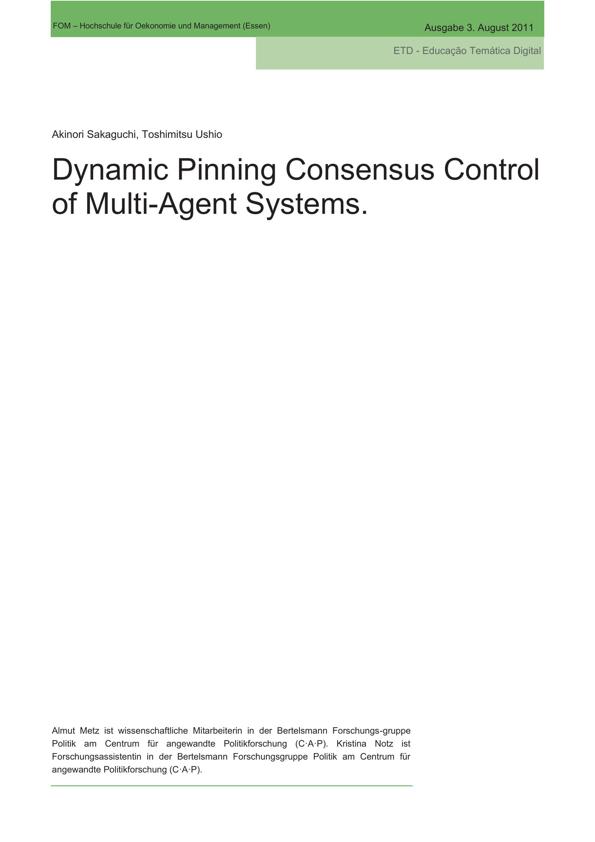 FOM – Hochschule für Oekonomie und Management (Essen)
Ausgabe 3. August 2011
ETD - Educação Temática Digital
Akinori Sakaguchi, Toshimitsu Ushio
Dynamic Pinning Consensus Control
of Multi-Agent Systems.
Almut Metz ist wissenschaftliche Mitarbeiterin in der Bertelsmann Forschungs-gruppe
Politik am Centrum für angewandte Politikforschung (C·A·P). Kristina Notz ist
Forschungsassistentin in der Bertelsmann Forschungsgruppe Politik am Centrum für
angewandte Politikforschung (C·A·P).